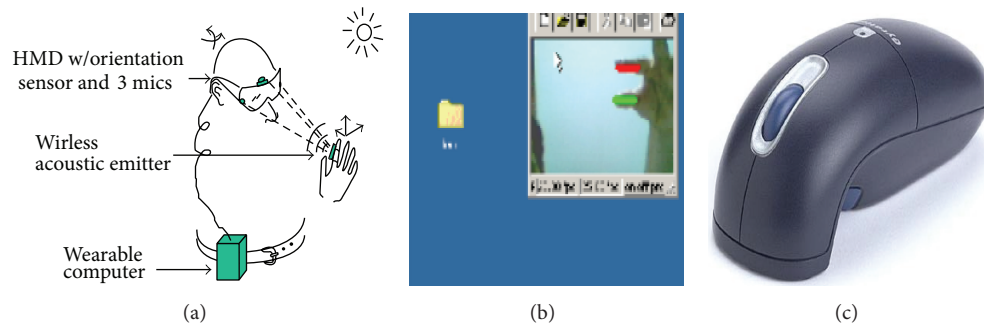 HMD w/orientation
sensor and 3 mics
Wirless
acoustic emitter
Wearable
computer
(a)
(b)
(c)